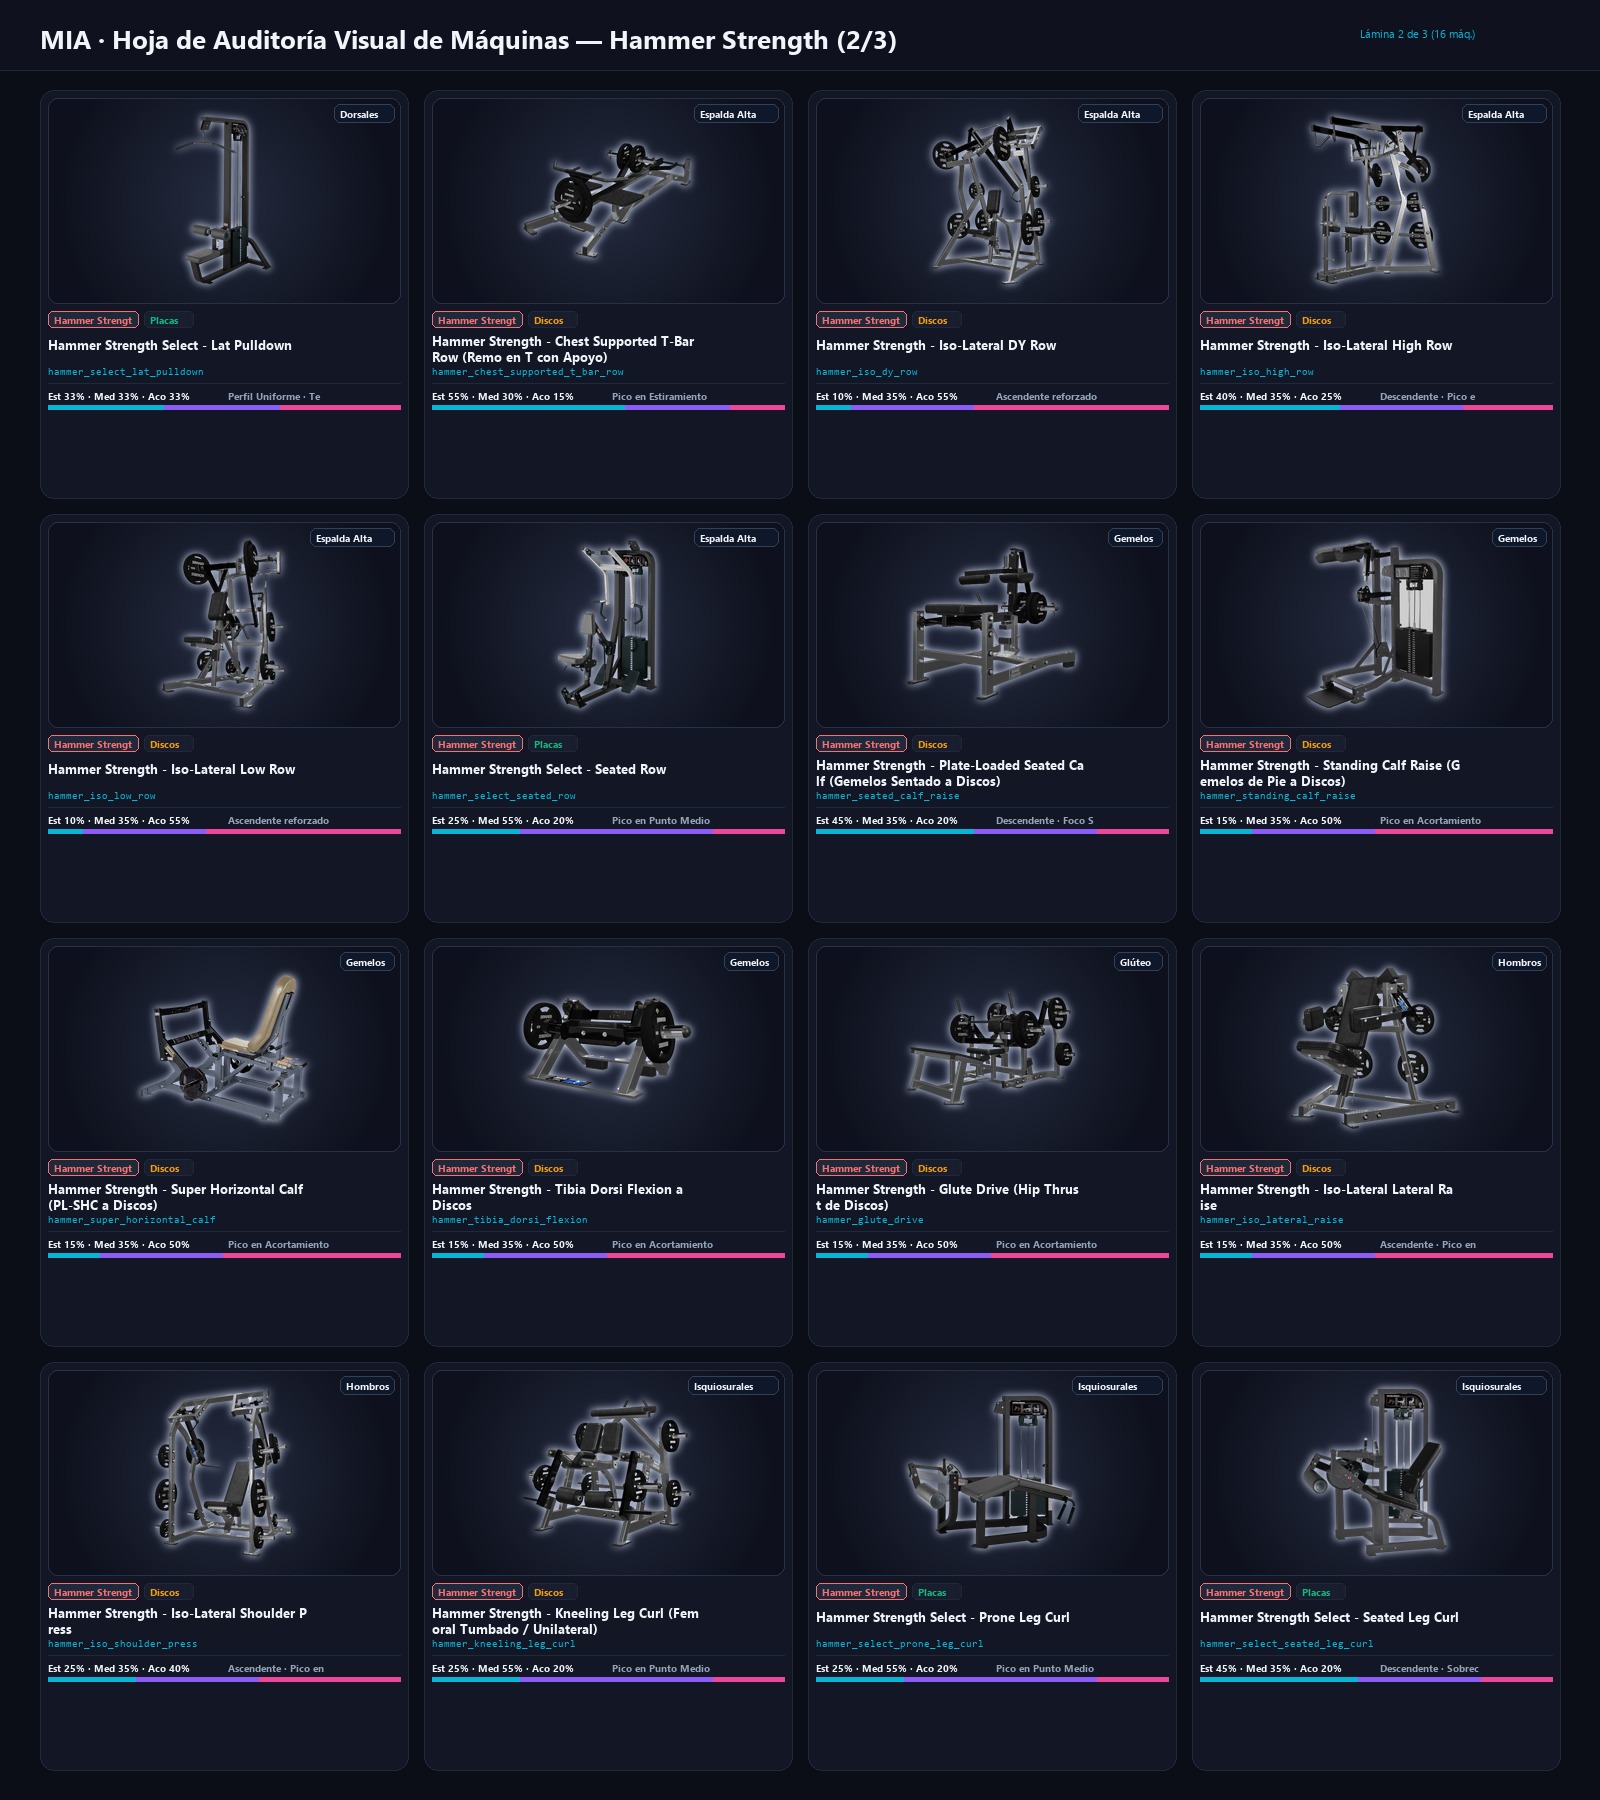 MIA · Hoja de Auditoría Visual de Máquinas — Hammer Strength (2/3)
Lámina 2 de 3 (16 máq.)
Dorsales
Hammer Strengt
Placas
Hammer Strength Select - Lat Pulldown
hammer_select_lat_pulldown
Est 33% · Med 33% · Aco 33%
Perfil Uniforme · Te
Espalda Alta
Hammer Strengt
Discos
Hammer Strength - Chest Supported T-Bar
Row (Remo en T con Apoyo)
hammer_chest_supported_t_bar_row
Est 55% · Med 30% · Aco 15%
Pico en Estiramiento
Espalda Alta
Hammer Strengt
Discos
Hammer Strength - Iso-Lateral DY Row
hammer_iso_dy_row
Est 10% · Med 35% · Aco 55%
Ascendente reforzado
Espalda Alta
Hammer Strengt
Discos
Hammer Strength - Iso-Lateral High Row
hammer_iso_high_row
Est 40% · Med 35% · Aco 25%
Descendente · Pico e
Espalda Alta
Hammer Strengt
Discos
Hammer Strength - Iso-Lateral Low Row
hammer_iso_low_row
Est 10% · Med 35% · Aco 55%
Ascendente reforzado
Espalda Alta
Hammer Strengt
Placas
Hammer Strength Select - Seated Row
hammer_select_seated_row
Est 25% · Med 55% · Aco 20%
Pico en Punto Medio
Gemelos
Hammer Strengt
Discos
Hammer Strength - Plate-Loaded Seated Ca
lf (Gemelos Sentado a Discos)
hammer_seated_calf_raise
Est 45% · Med 35% · Aco 20%
Descendente · Foco S
Gemelos
Hammer Strengt
Discos
Hammer Strength - Standing Calf Raise (G
emelos de Pie a Discos)
hammer_standing_calf_raise
Est 15% · Med 35% · Aco 50%
Pico en Acortamiento
Gemelos
Hammer Strengt
Discos
Hammer Strength - Super Horizontal Calf
(PL-SHC a Discos)
hammer_super_horizontal_calf
Est 15% · Med 35% · Aco 50%
Pico en Acortamiento
Gemelos
Hammer Strengt
Discos
Hammer Strength - Tibia Dorsi Flexion a
Discos
hammer_tibia_dorsi_flexion
Est 15% · Med 35% · Aco 50%
Pico en Acortamiento
Glúteo
Hammer Strengt
Discos
Hammer Strength - Glute Drive (Hip Thrus
t de Discos)
hammer_glute_drive
Est 15% · Med 35% · Aco 50%
Pico en Acortamiento
Hombros
Hammer Strengt
Discos
Hammer Strength - Iso-Lateral Lateral Ra
ise
hammer_iso_lateral_raise
Est 15% · Med 35% · Aco 50%
Ascendente · Pico en
Hombros
Hammer Strengt
Discos
Hammer Strength - Iso-Lateral Shoulder P
ress
hammer_iso_shoulder_press
Est 25% · Med 35% · Aco 40%
Ascendente · Pico en
Isquiosurales
Hammer Strengt
Discos
Hammer Strength - Kneeling Leg Curl (Fem
oral Tumbado / Unilateral)
hammer_kneeling_leg_curl
Est 25% · Med 55% · Aco 20%
Pico en Punto Medio
Isquiosurales
Hammer Strengt
Placas
Hammer Strength Select - Prone Leg Curl
hammer_select_prone_leg_curl
Est 25% · Med 55% · Aco 20%
Pico en Punto Medio
Isquiosurales
Hammer Strengt
Placas
Hammer Strength Select - Seated Leg Curl
hammer_select_seated_leg_curl
Est 45% · Med 35% · Aco 20%
Descendente · Sobrec